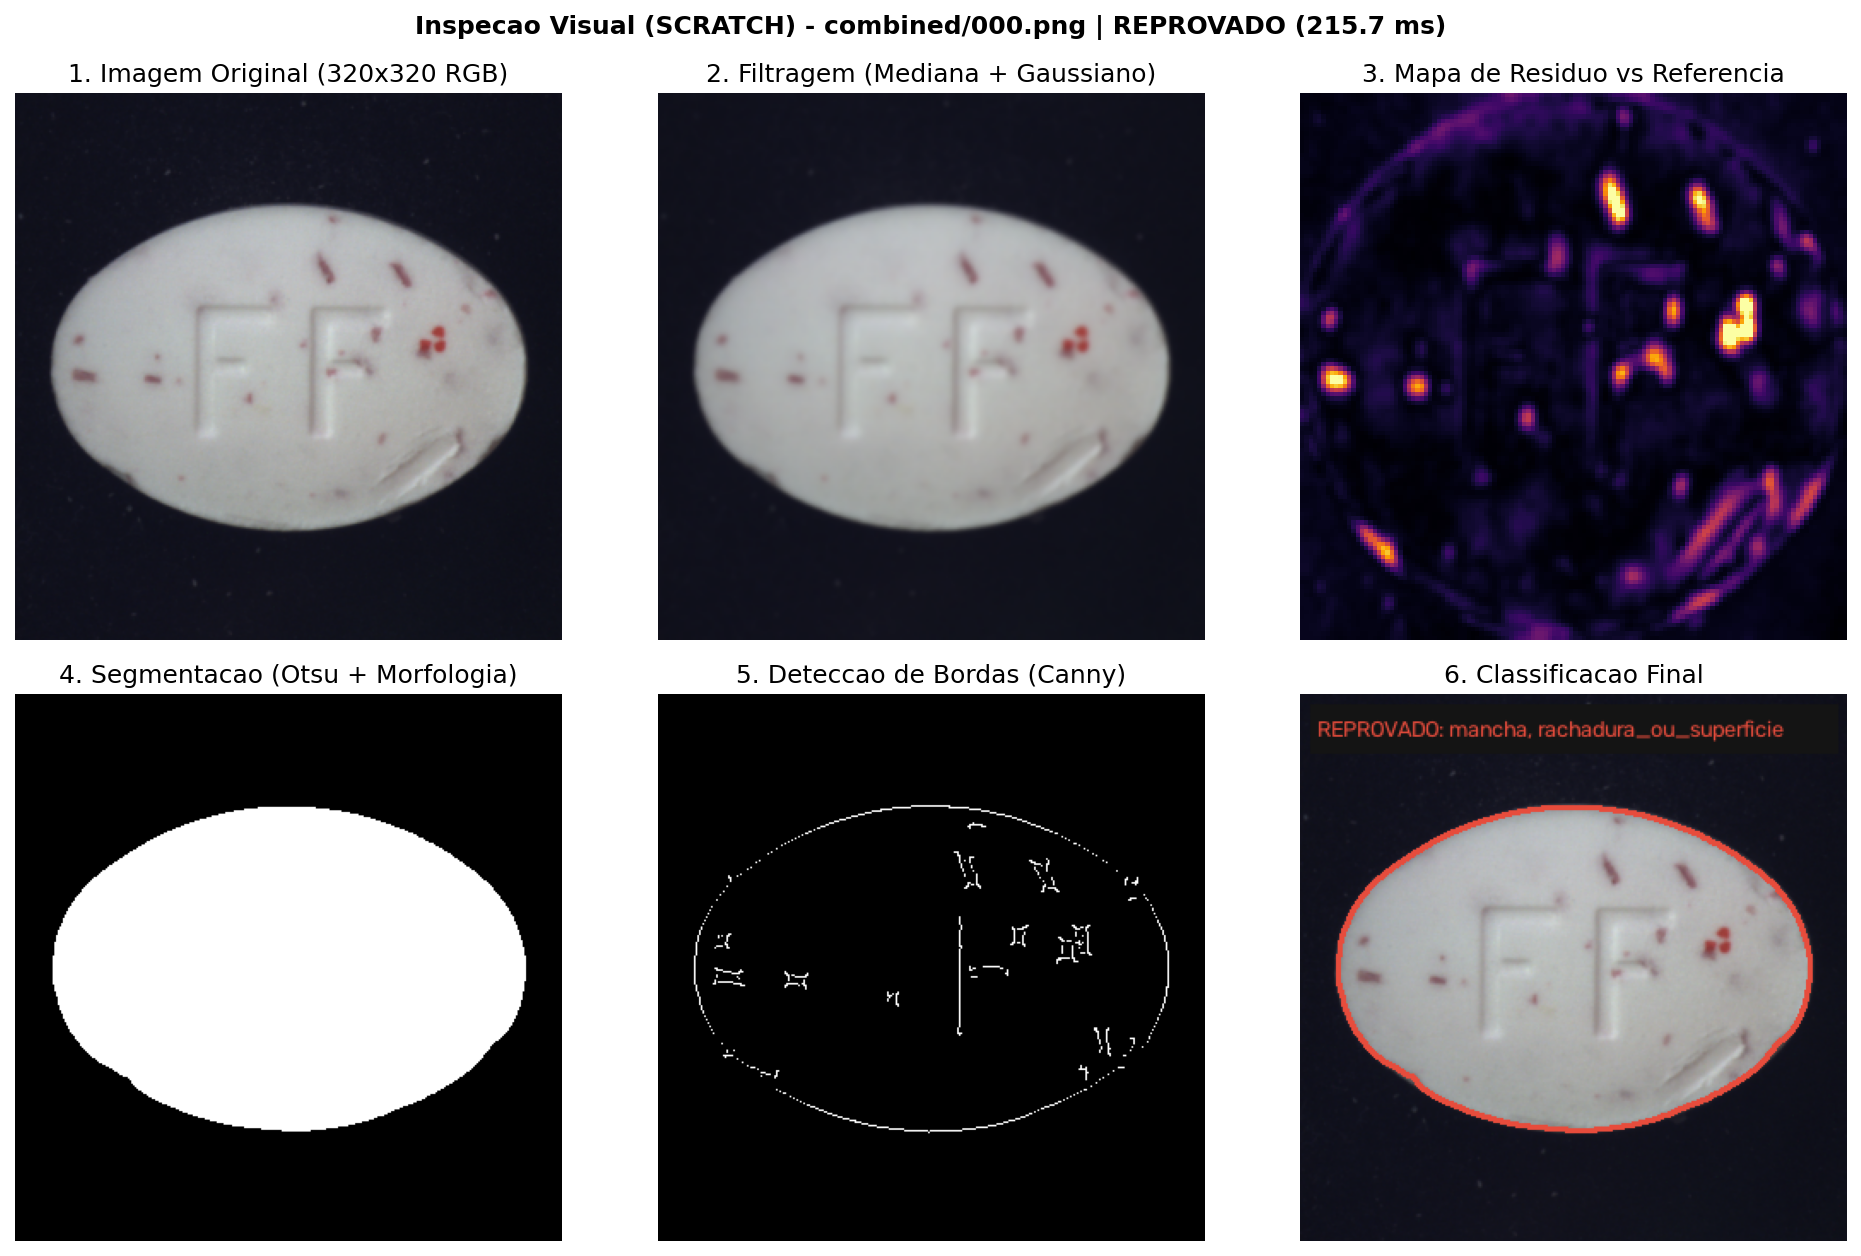 Inspecao Visual (SCRATCH) - combined/000.png | REPROVADO (215.7 ms)
1. Imagem Original (320x320 RGB)
2. Filtragem (Mediana + Gaussiano)
3. Mapa de Residuo vs Referencia
FF
FF
4. Segmentacao (Otsu + Morfologia)
5. Deteccao de Bordas (Canny)
6. Classificacao Final
REPROVADO: mancha, rachadura_ou_superficie
FF